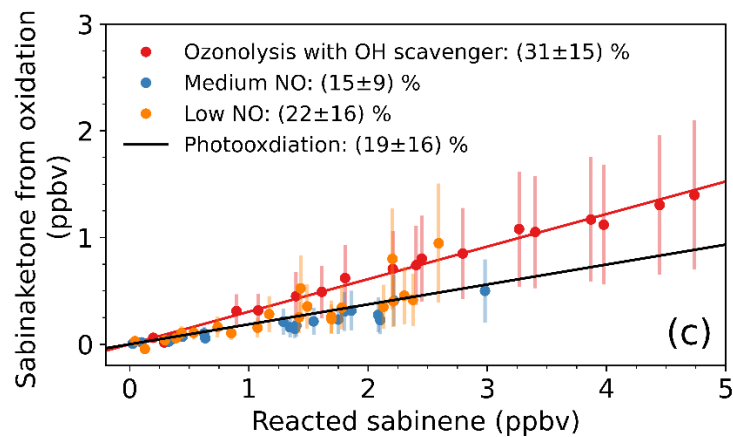 Sabinaketone from oxidation
(ppbv)
3
2
1
0
Ozonolysis with OH scavenger: (31±15) %
Medium NO: (15±9) %
Low NO: (22±16) %
Photooxdiation: (19±16) %
(c)
0 1 2 3 4 5
Reacted sabinene (ppbv)